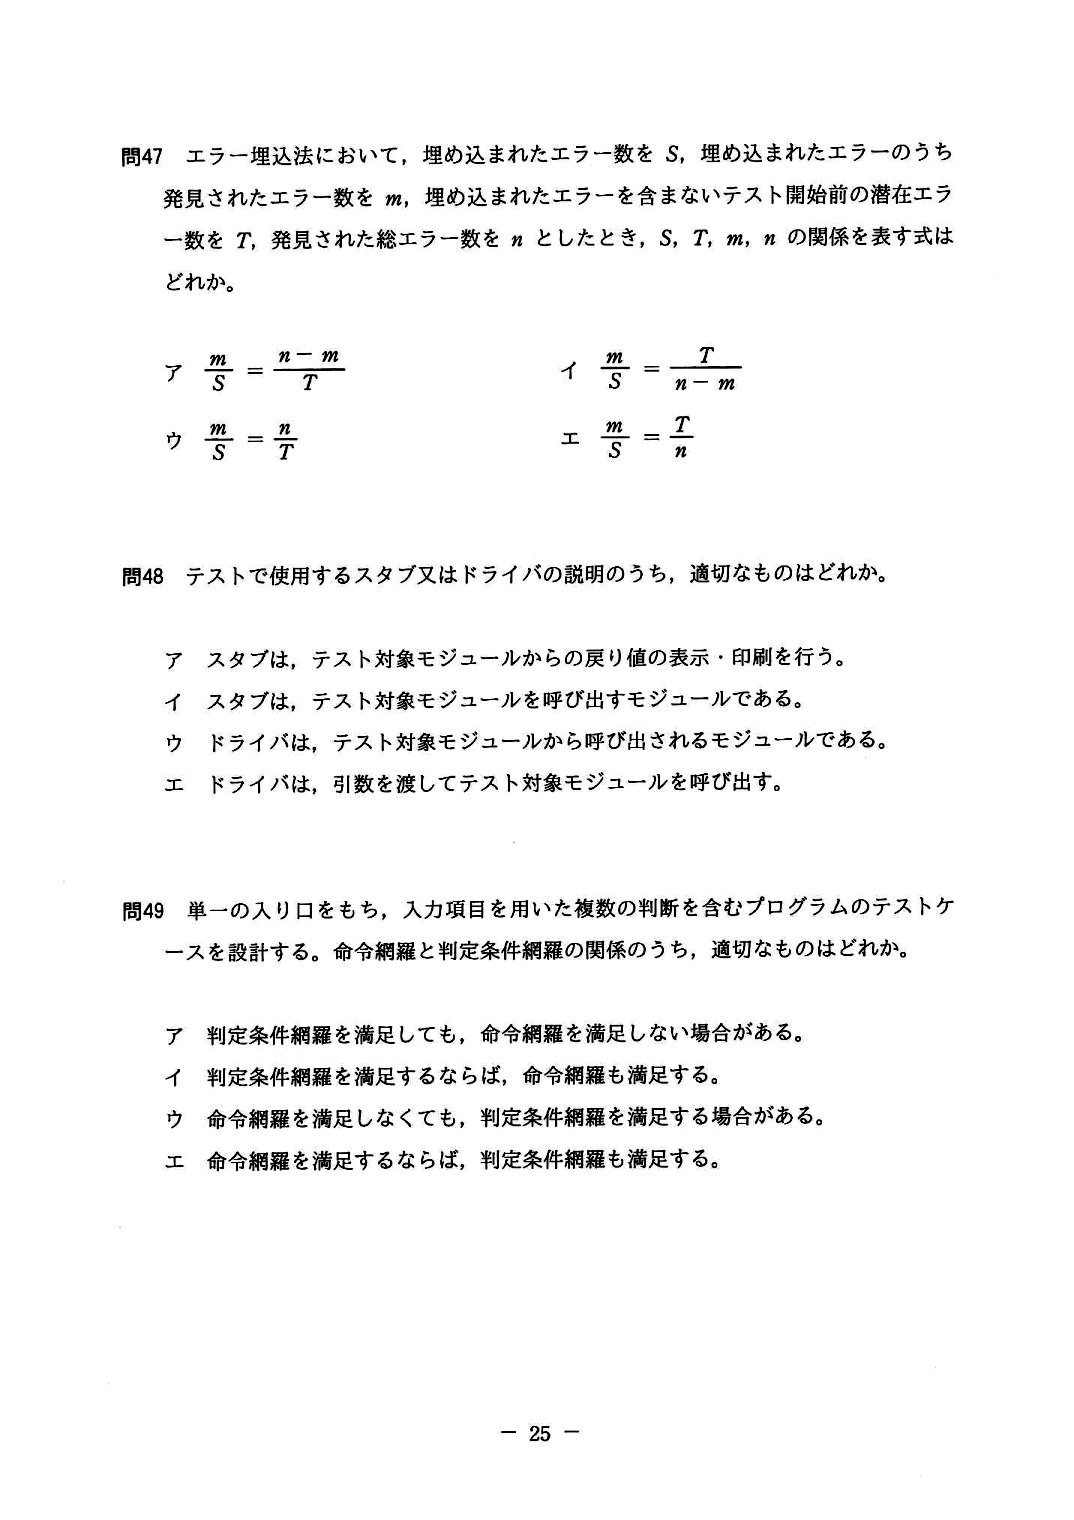 問47 エラー埋込法において，埋め込まれたエラー数を S，埋め込まれたエラーのうち
発見されたエラー数を m，埋め込まれたエラーを含まないテスト開始前の潜在エラ
ー数を T，発見された総エラー数を n としたとき，S，T，m，n の関係を表す式は
どれか。
ア m/S = (n − m)/T イ m/S = T/(n − m)
ウ m/S = n/T エ m/S = T/n
問48 テストで使用するスタブ又はドライバの説明のうち，適切なものはどれか。
ア スタブは，テスト対象モジュールからの戻り値の表示・印刷を行う。
イ スタブは，テスト対象モジュールを呼び出すモジュールである。
ウ ドライバは，テスト対象モジュールから呼び出されるモジュールである。
エ ドライバは，引数を渡してテスト対象モジュールを呼び出す。
問49 単一の入り口をもち，入力項目を用いた複数の判断を含むプログラムのテストケ
ースを設計する。命令網羅と判定条件網羅の関係のうち，適切なものはどれか。
ア 判定条件網羅を満足しても，命令網羅を満足しない場合がある。
イ 判定条件網羅を満足するならば，命令網羅も満足する。
ウ 命令網羅を満足しなくても，判定条件網羅を満足する場合がある。
エ 命令網羅を満足するならば，判定条件網羅も満足する。
－ 25 －